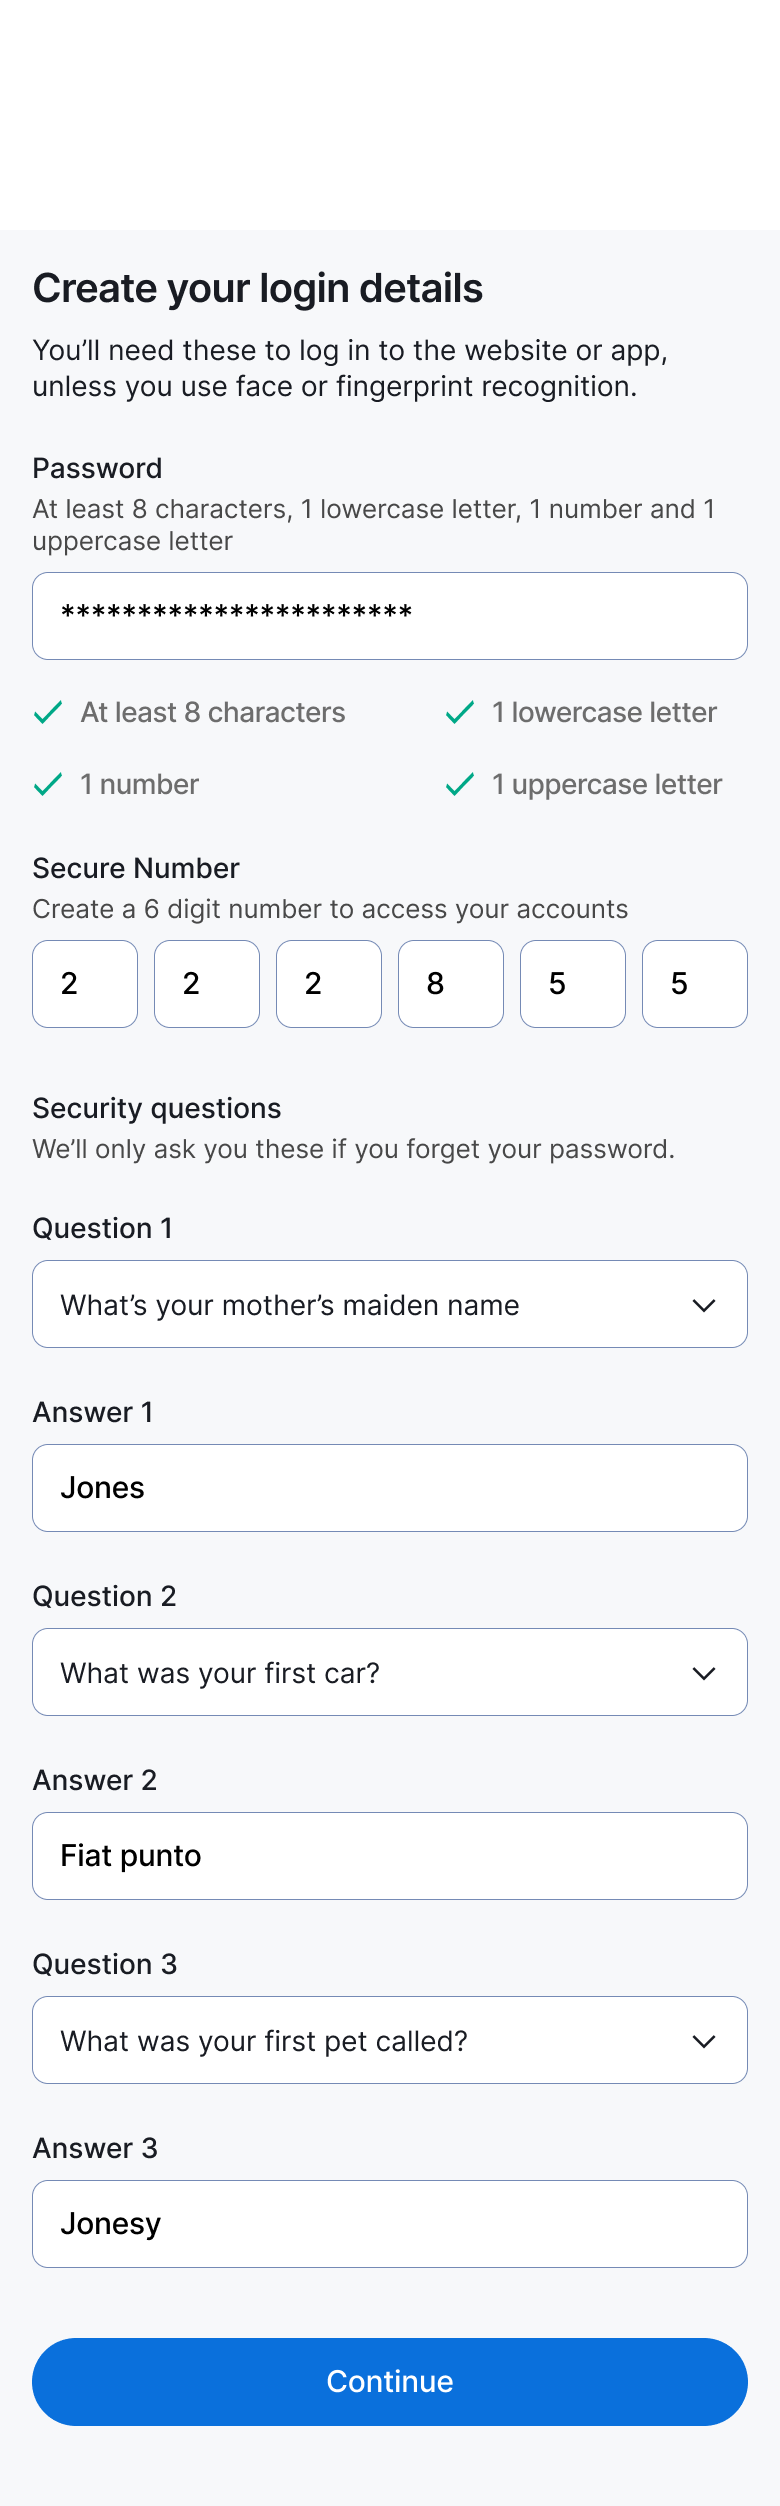 Create your login details
You’ll need these to log in to the website or app,
unless you use face or fingerprint recognition.
Password
At least 8 characters, 1 lowercase letter, 1 number and 1
uppercase letter
***********************
At least 8 characters
1 lowercase letter
1 number
1 uppercase letter
Secure Number
Create a 6 digit number to access your accounts
2 2 2 8 5 5
Security questions
We’ll only ask you these if you forget your password.
Question 1
What’s your mother’s maiden name
Answer 1
Jones
Question 2
What was your first car?
Answer 2
Fiat punto
Question 3
What was your first pet called?
Answer 3
Jonesy
Continue